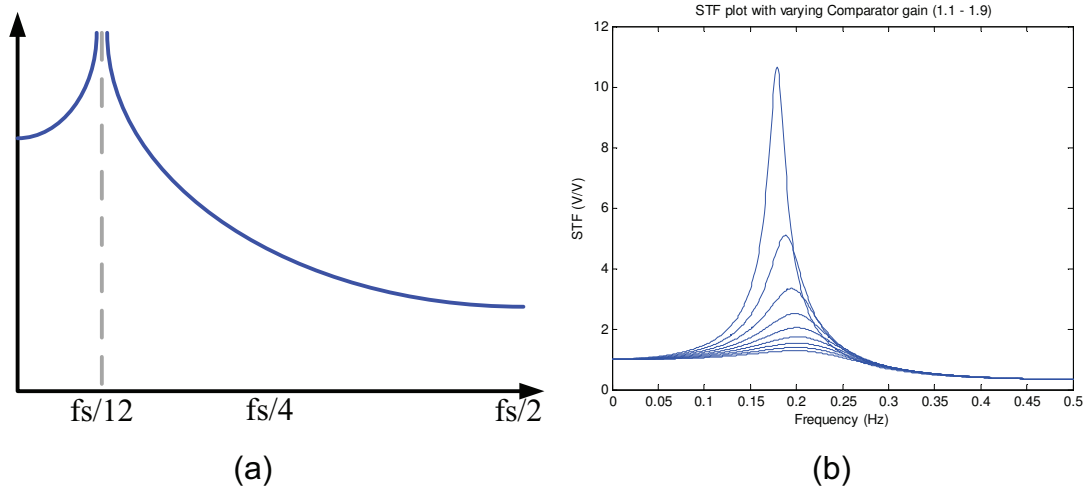 fs/12
fs/4
fs/2
(a)
STF plot with varying Comparator gain (1.1 - 1.9)
12
10
8
6
4
2
0
STF (V/V)
0
0.05
0.1
0.15
0.2
0.25
0.3
0.35
0.4
0.45
0.5
Frequency (Hz)
(b)